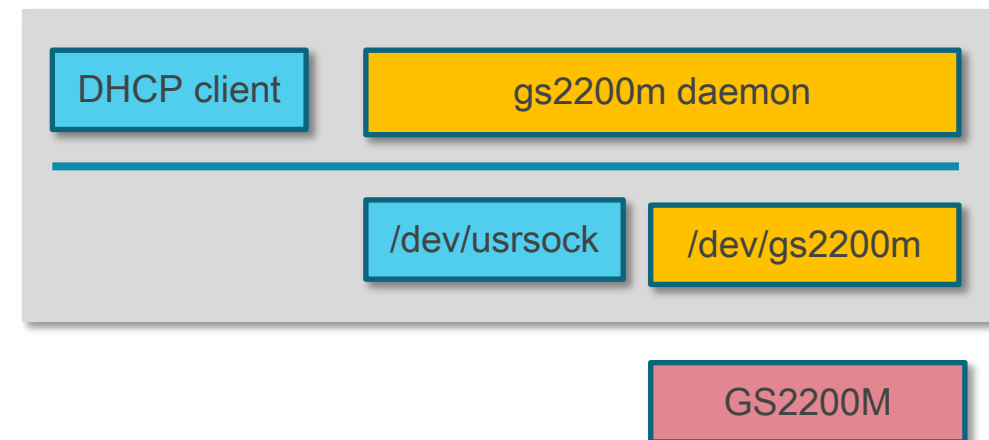 DHCP client
gs2200m daemon
/dev/usrsock
/dev/gs2200m
GS2200M